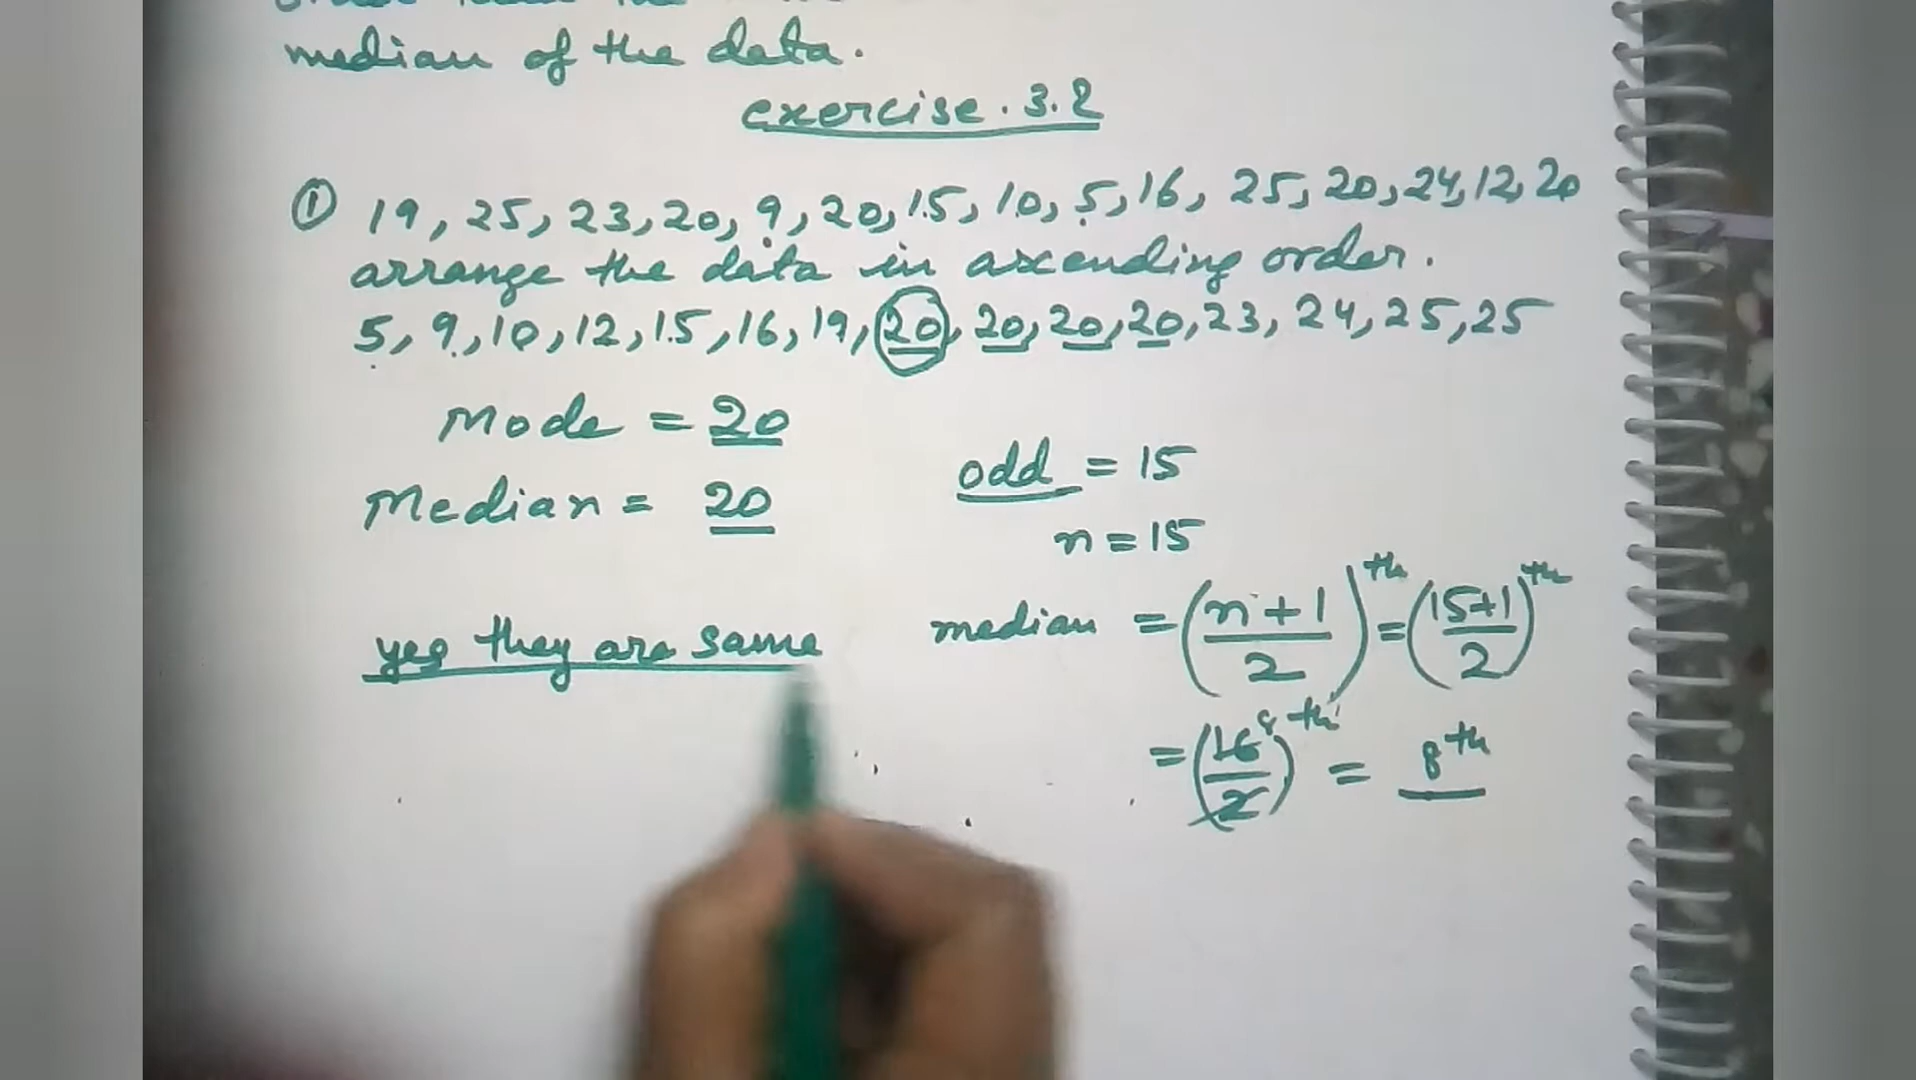 median of the data.
exercise. 3.2
① 19, 25, 23, 20, 9, 20, 15, 10, 5, 16, 25, 20, 24, 12, 20
arrange the data in ascending order.
5, 9, 10, 12, 15, 16, 19, 20, 20, 20, 20, 23, 24, 25, 25
Mode = 20
Median = 20
odd = 15
n = 15
yes they are same
median = (n+1/2)th = (15+1/2)th
= (16/2)8 th = 8th